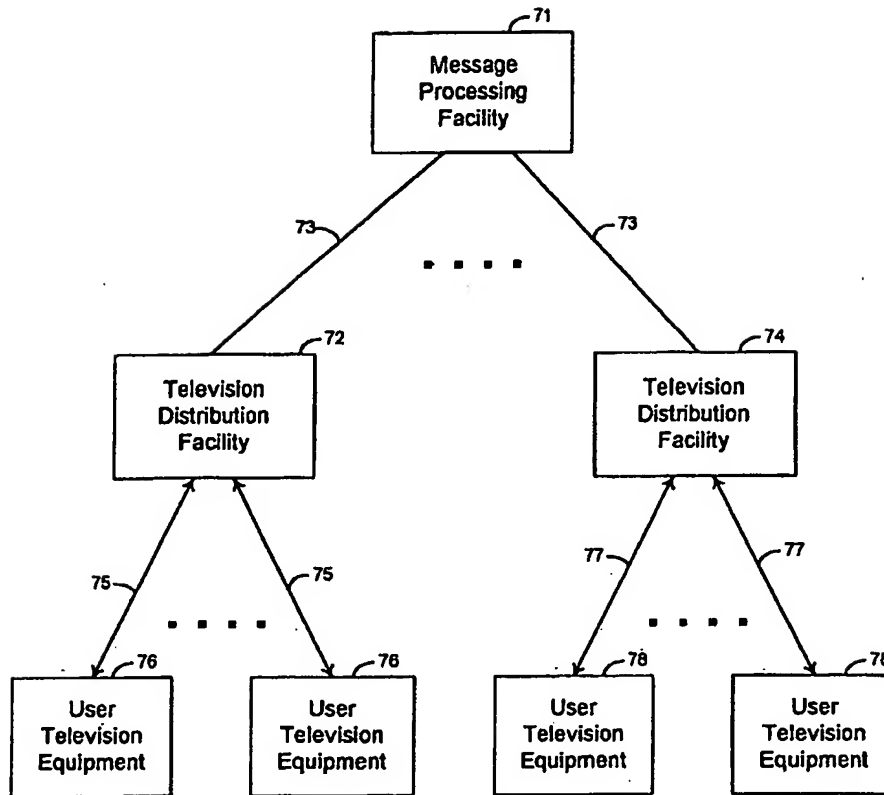 71
Message
Processing
Facility
73
73
72
74
Television
Distribution
Facility
Television
Distribution
Facility
75
75
77
77
76
76
78
78
User
Television
Equipment
User
Television
Equipment
User
Television
Equipment
User
Television
Equipment